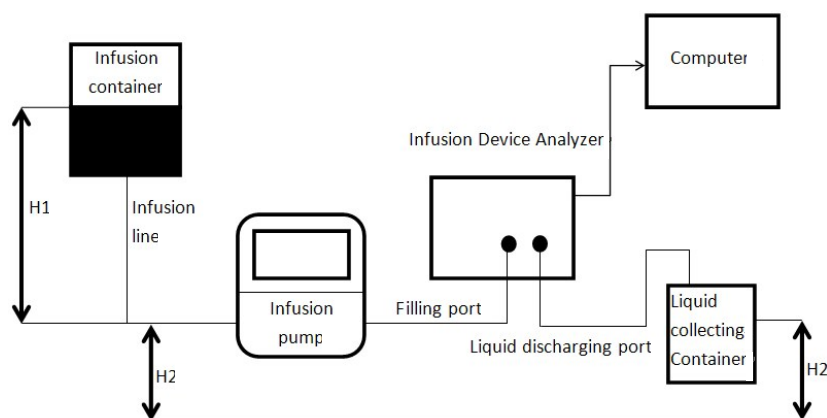 Infusion
container
Computer
Infusion Device Analyzer
H1
Infusion
line
Infusion
pump
Filling port
Liquid
collecting
Container
Liquid discharging port
H2
H2